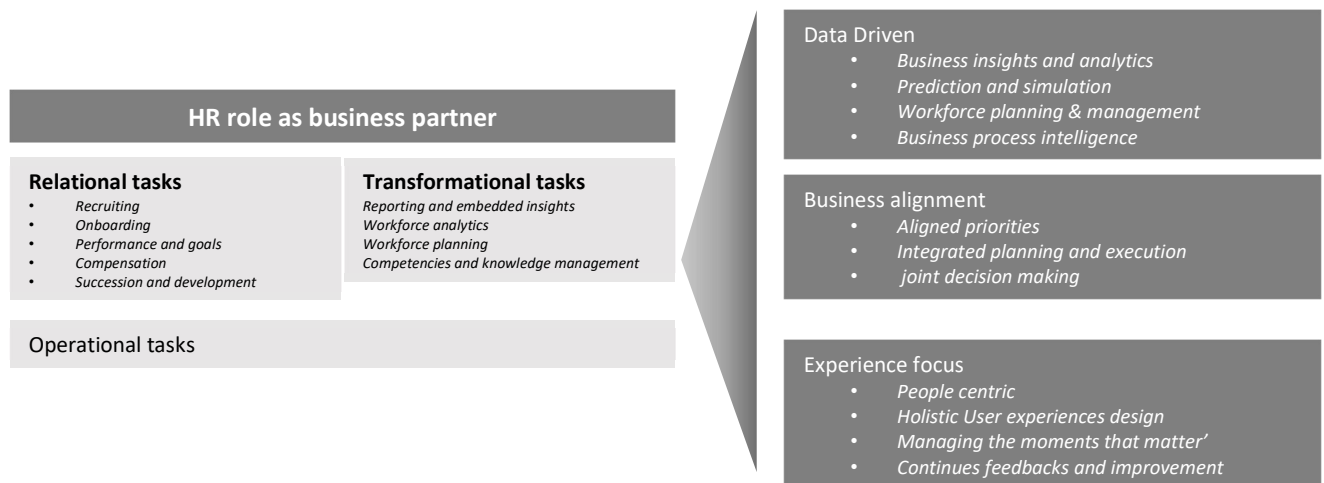 HR role as business partner
Relational tasks
• Recruiting
• Onboarding
• Performance and goals
• Compensation
• Succession and development
Transformational tasks
Reporting and embedded insights
Workforce analytics
Workforce planning
Competencies and knowledge management
Operational tasks
Data Driven
• Business insights and analytics
• Prediction and simulation
• Workforce planning & management
• Business process intelligence
Business alignment
• Aligned priorities
• Integrated planning and execution
• joint decision making
Experience focus
• People centric
• Holistic User experiences design
• Managing the moments that matter’
• Continues feedbacks and improvement